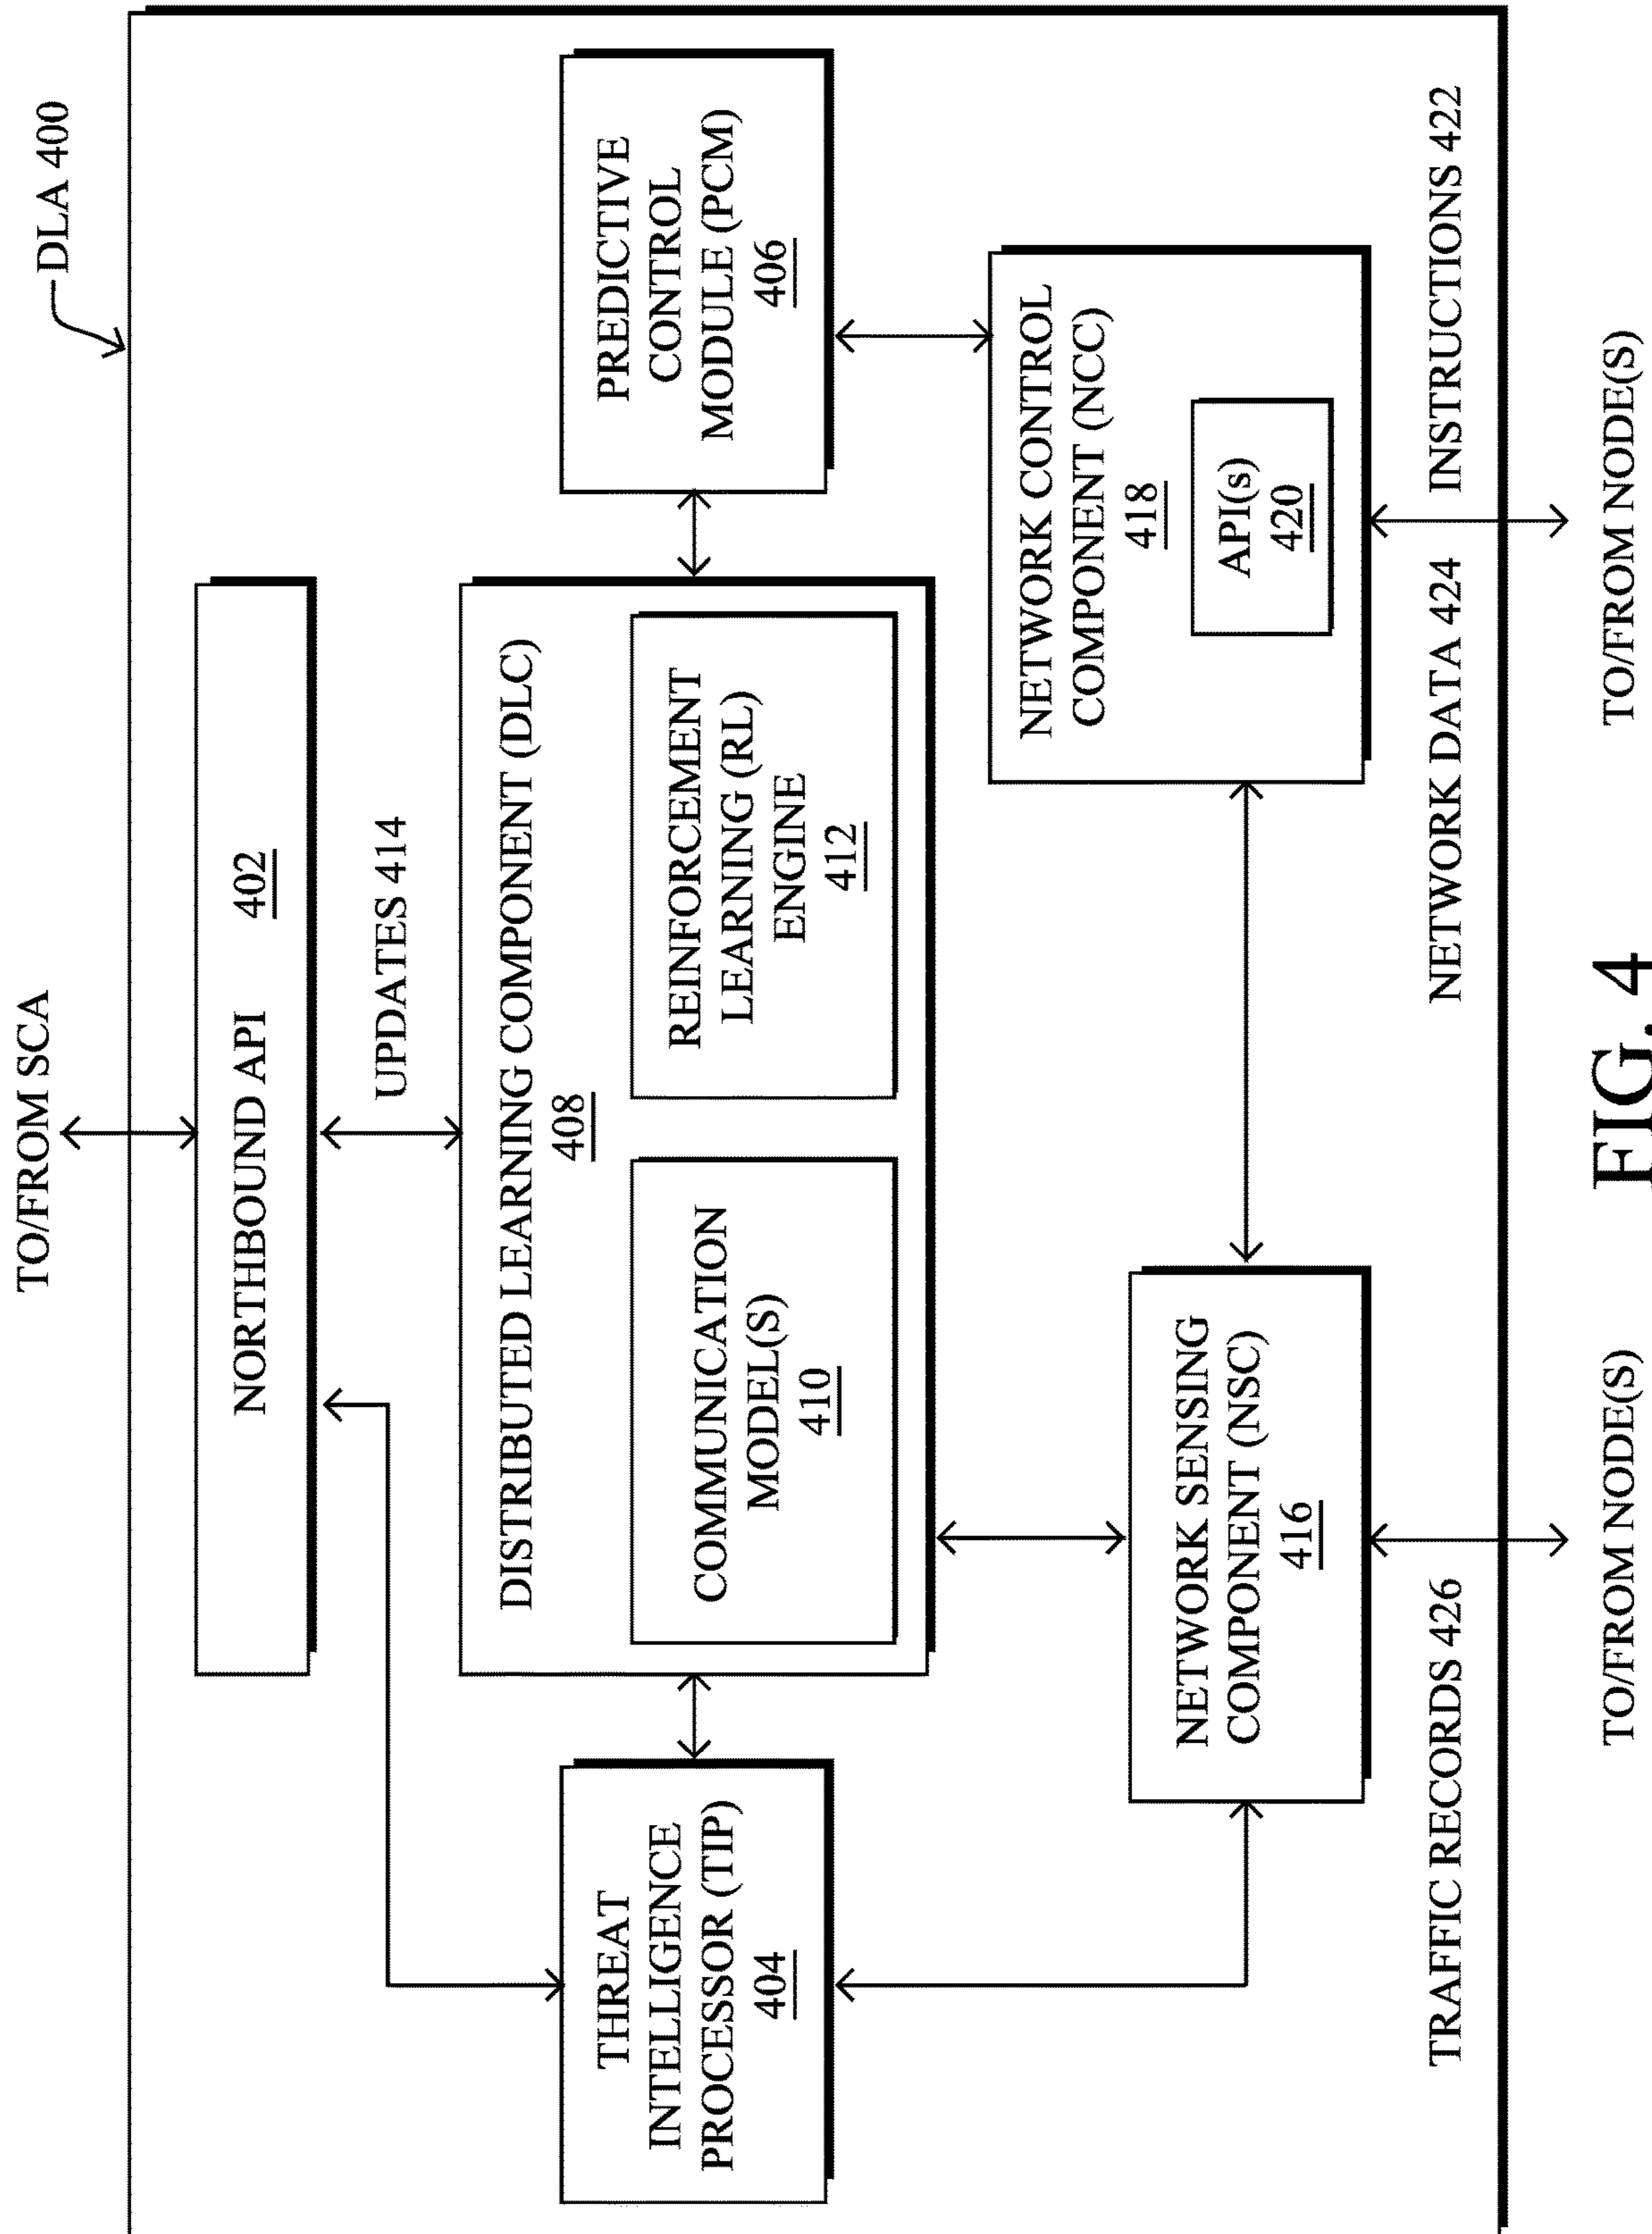 TO/FROM SCA
DLA 400
NORTHBOUND API 402
UPDATES 414
THREAT
INTELLIGENCE
PROCESSOR (TIP)
404
DISTRIBUTED LEARNING COMPONENT (DLC)
408
COMMUNICATION
MODEL(S)
410
REINFORCEMENT
LEARNING (RL)
ENGINE
412
PREDICTIVE
CONTROL
MODULE (PCM)
406
NETWORK SENSING
COMPONENT (NSC)
416
NETWORK CONTROL
COMPONENT (NCC)
418
API(s)
420
TRAFFIC RECORDS 426
NETWORK DATA 424
INSTRUCTIONS 422
TO/FROM NODE(S)
TO/FROM NODE(S)
FIG. 4